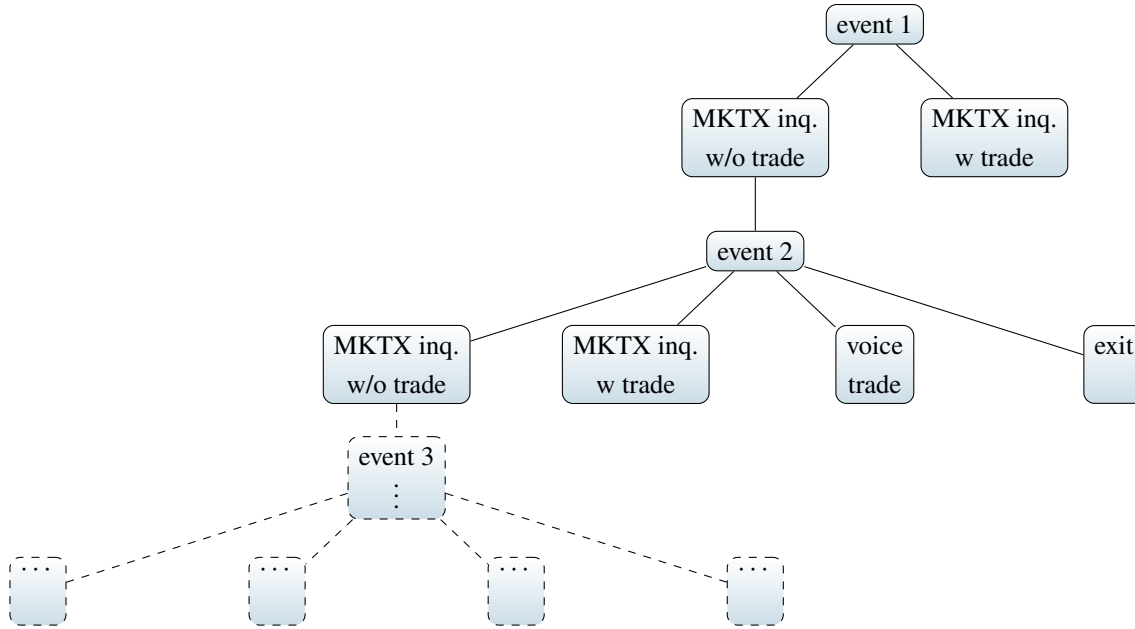 event 1
MKTX inq.
w/o trade
MKTX inq.
w trade
event 2
MKTX inq.
w/o trade
MKTX inq.
w trade
voice
trade
exit
event 3
⋮
...
...
...
...